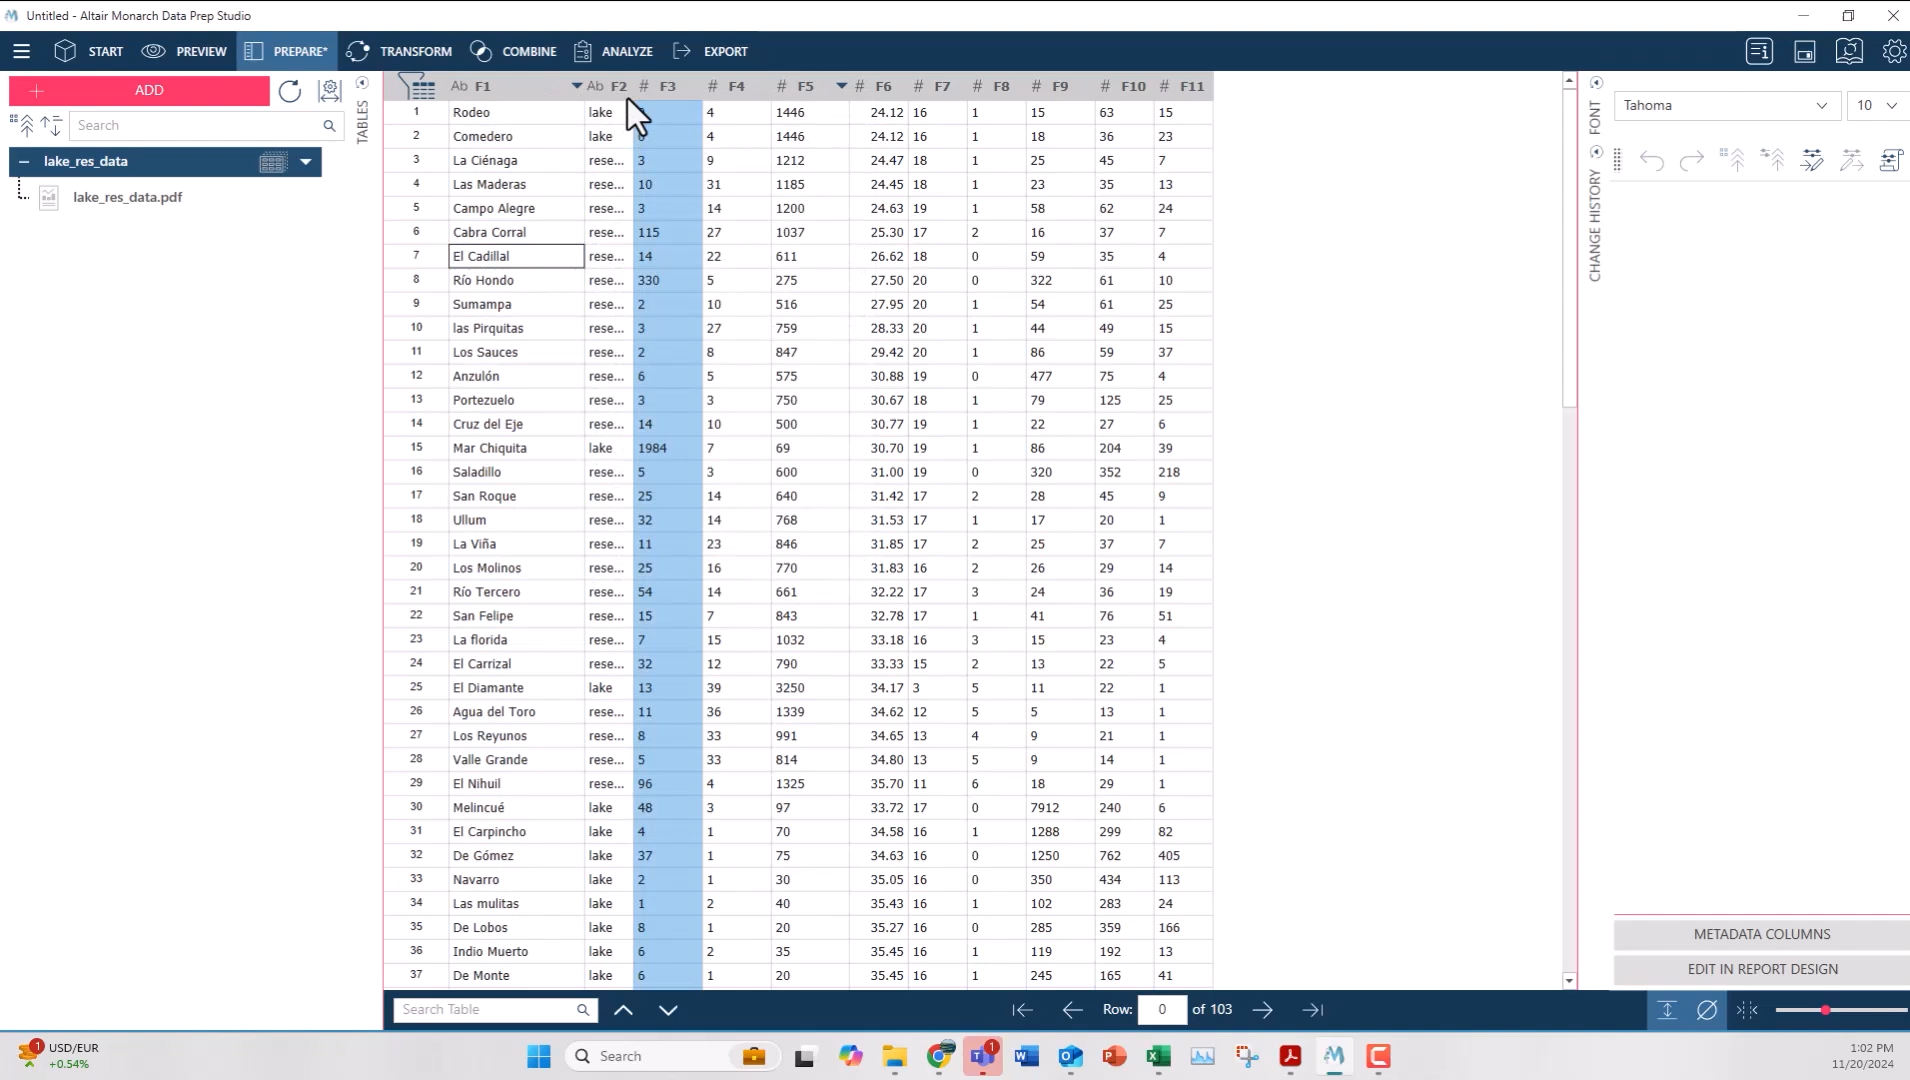 Untitled - Altair Monarch Data Prep Studio
START PREVIEW PREPARE* TRANSFORM COMBINE ANALYZE EXPORT
ADD
Search
TABLES
lake_res_data
lake_res_data.pdf
Ab F1 Ab F2 # F3 # F4 # F5 # F6 # F7 # F8 # F9 # F10 # F11
1 Rodeo lake 4 1446 24.12 16 1 15 63 15
2 Comedero lake 4 1446 24.12 16 1 18 36 23
3 La Ciénaga rese... 3 9 1212 24.47 18 1 25 45 7
4 Las Maderas rese... 10 31 1185 24.45 18 1 23 35 13
5 Campo Alegre rese... 3 14 1200 24.63 19 1 58 62 24
6 Cabra Corral rese... 115 27 1037 25.30 17 2 16 37 7
7 El Cadillal rese... 14 22 611 26.62 18 0 59 35 4
8 Río Hondo rese... 330 5 275 27.50 20 0 322 61 10
9 Sumampa rese... 2 10 516 27.95 20 1 54 61 25
10 las Pirquitas rese... 3 27 759 28.33 20 1 44 49 15
11 Los Sauces rese... 2 8 847 29.42 20 1 86 59 37
12 Anzulón rese... 6 5 575 30.88 19 0 477 75 4
13 Portezuelo rese... 3 3 750 30.67 18 1 79 125 25
14 Cruz del Eje rese... 14 10 500 30.77 19 1 22 27 6
15 Mar Chiquita lake 1984 7 69 30.70 19 1 86 204 39
16 Saladillo rese... 5 3 600 31.00 19 0 320 352 218
17 San Roque rese... 25 14 640 31.42 17 2 28 45 9
18 Ullum rese... 32 14 768 31.53 17 1 17 20 1
19 La Viña rese... 11 23 846 31.85 17 2 25 37 7
20 Los Molinos rese... 25 16 770 31.83 16 2 26 29 14
21 Río Tercero rese... 54 14 661 32.22 17 3 24 36 19
22 San Felipe rese... 15 7 843 32.78 17 1 41 76 51
23 La florida rese... 7 15 1032 33.18 16 3 15 23 4
24 El Carrizal rese... 32 12 790 33.33 15 2 13 22 5
25 El Diamante lake 13 39 3250 34.17 3 5 11 22 1
26 Agua del Toro rese... 11 36 1339 34.62 12 5 5 13 1
27 Los Reyunos rese... 8 33 991 34.65 13 4 9 21 1
28 Valle Grande rese... 5 33 814 34.80 13 5 9 14 1
29 El Nihuil rese... 96 4 1325 35.70 11 6 18 29 1
30 Melincué lake 48 3 97 33.72 17 0 7912 240 6
31 El Carpincho lake 4 1 70 34.58 16 1 1288 299 82
32 De Gómez lake 37 1 75 34.63 16 0 1250 762 405
33 Navarro lake 2 1 30 35.05 16 0 350 434 113
34 Las mulitas lake 1 2 40 35.43 16 1 102 283 24
35 De Lobos lake 8 1 20 35.27 16 0 285 359 166
36 Indio Muerto lake 6 2 35 35.45 16 1 119 192 13
37 De Monte lake 6 1 20 35.45 16 1 245 165 41
Search Table
Row: 0 of 103
FONT
Tahoma 10
CHANGE HISTORY
METADATA COLUMNS
EDIT IN REPORT DESIGN
1
USD/EUR
+0.54%
Search
1
1:02 PM
11/20/2024